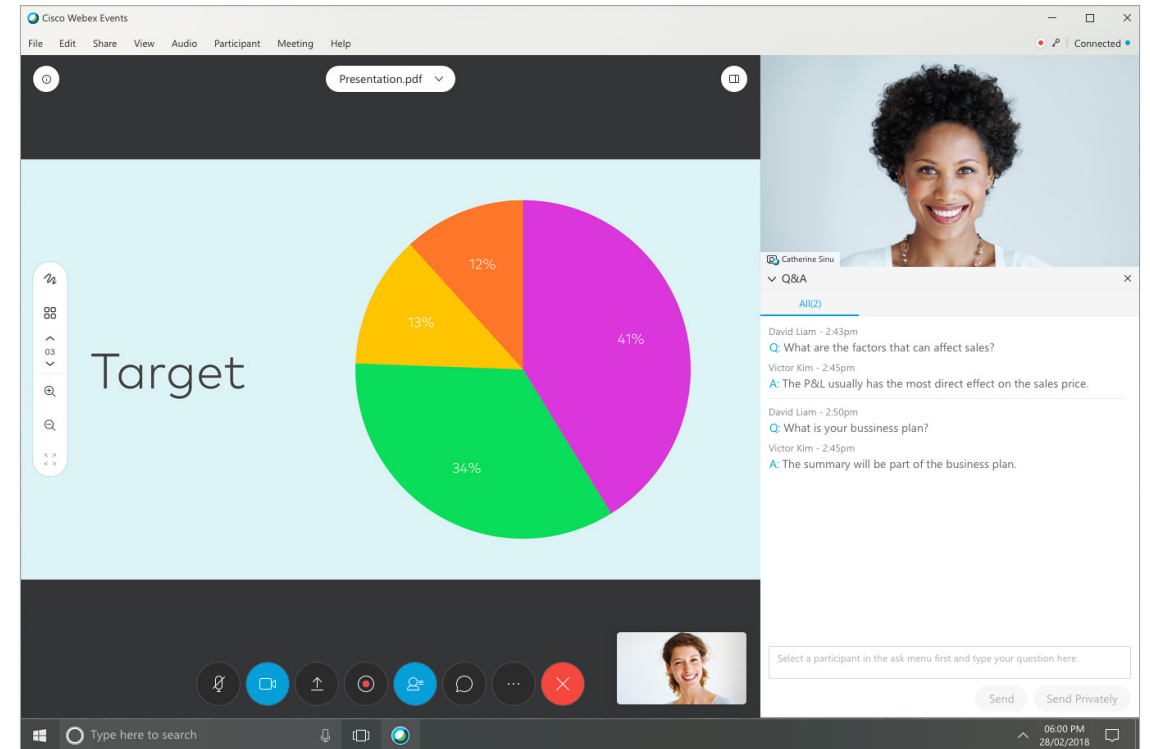 Cisco Webex Events
File Edit Share View Audio Participant Meeting Help
Connected
Presentation.pdf
Catherine Sinu
Q&A
All(2)
David Liam - 2:43pm
Q: What are the factors that can affect sales?
Victor Kim - 2:45pm
A: The P&L usually has the most direct effect on the sales price.
David Liam - 2:50pm
Q: What is your bussiness plan?
Victor Kim - 2:45pm
A: The summary will be part of the business plan.
03
Target
12%
13%
41%
34%
Select a participant in the ask menu first and type your question here.
Send Send Privately
Type here to search
06:00 PM
28/02/2018